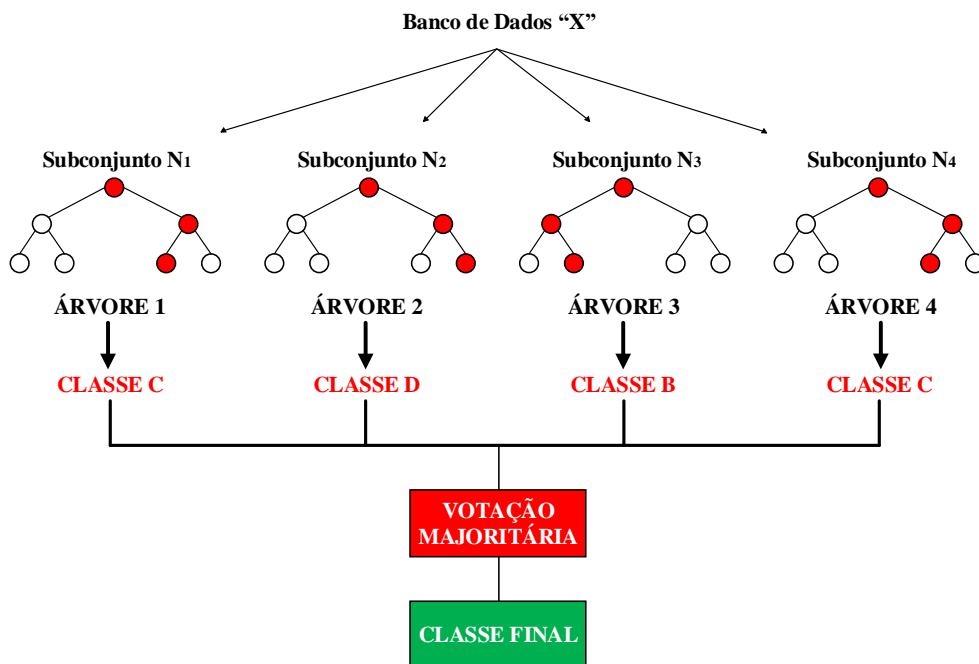 Banco de Dados “X”
Subconjunto N1 Subconjunto N2 Subconjunto N3 Subconjunto N4
ÁRVORE 1 ÁRVORE 2 ÁRVORE 3 ÁRVORE 4
CLASSE C CLASSE D CLASSE B CLASSE C
VOTAÇÃO
MAJORITÁRIA
CLASSE FINAL